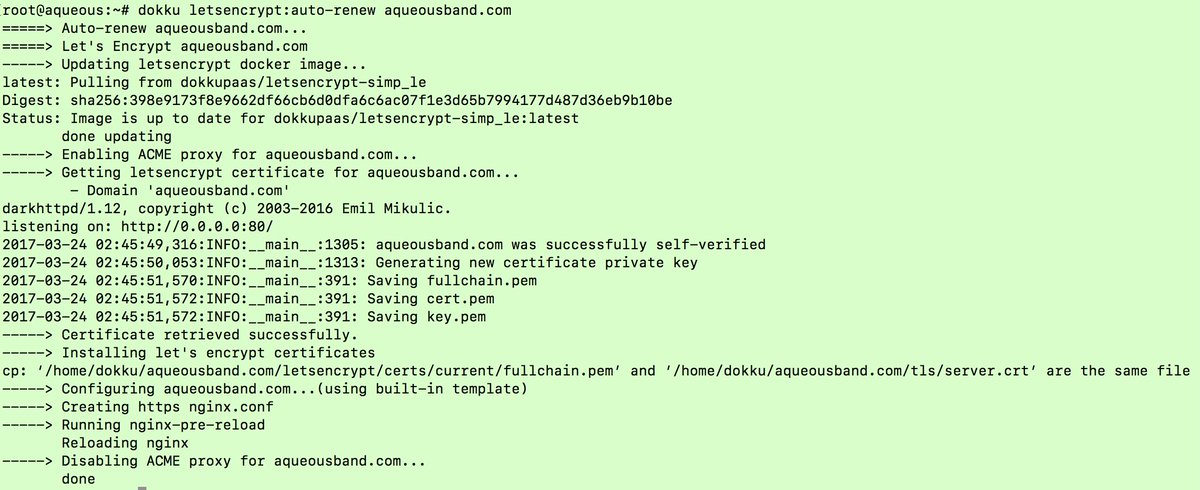 root@aqueous:~# dokku letsencrypt:auto-renew aqueousband.com
=====> Auto-renew aqueousband.com...
=====> Let's Encrypt aqueousband.com
-----> Updating letsencrypt docker image...
latest: Pulling from dokkupaas/letsencrypt-simp_le
Digest: sha256:398e9173f8e9662df66cb6d0dfa6c6ac07f1e3d65b7994177d487d36eb9b10be
Status: Image is up to date for dokkupaas/letsencrypt-simp_le:latest
       done updating
-----> Enabling ACME proxy for aqueousband.com...
-----> Getting letsencrypt certificate for aqueousband.com...
        - Domain 'aqueousband.com'
darkhttpd/1.12, copyright (c) 2003-2016 Emil Mikulic.
listening on: http://0.0.0.0:80/
2017-03-24 02:45:49,316:INFO:__main__:1305: aqueousband.com was successfully self-verified
2017-03-24 02:45:50,053:INFO:__main__:1313: Generating new certificate private key
2017-03-24 02:45:51,570:INFO:__main__:391: Saving fullchain.pem
2017-03-24 02:45:51,572:INFO:__main__:391: Saving cert.pem
2017-03-24 02:45:51,572:INFO:__main__:391: Saving key.pem
-----> Certificate retrieved successfully.
-----> Installing let's encrypt certificates
cp: ‘/home/dokku/aqueousband.com/letsencrypt/certs/current/fullchain.pem’ and ‘/home/dokku/aqueousband.com/tls/server.crt’ are the same file
-----> Configuring aqueousband.com...(using built-in template)
-----> Creating https nginx.conf
-----> Running nginx-pre-reload
       Reloading nginx
-----> Disabling ACME proxy for aqueousband.com...
       done